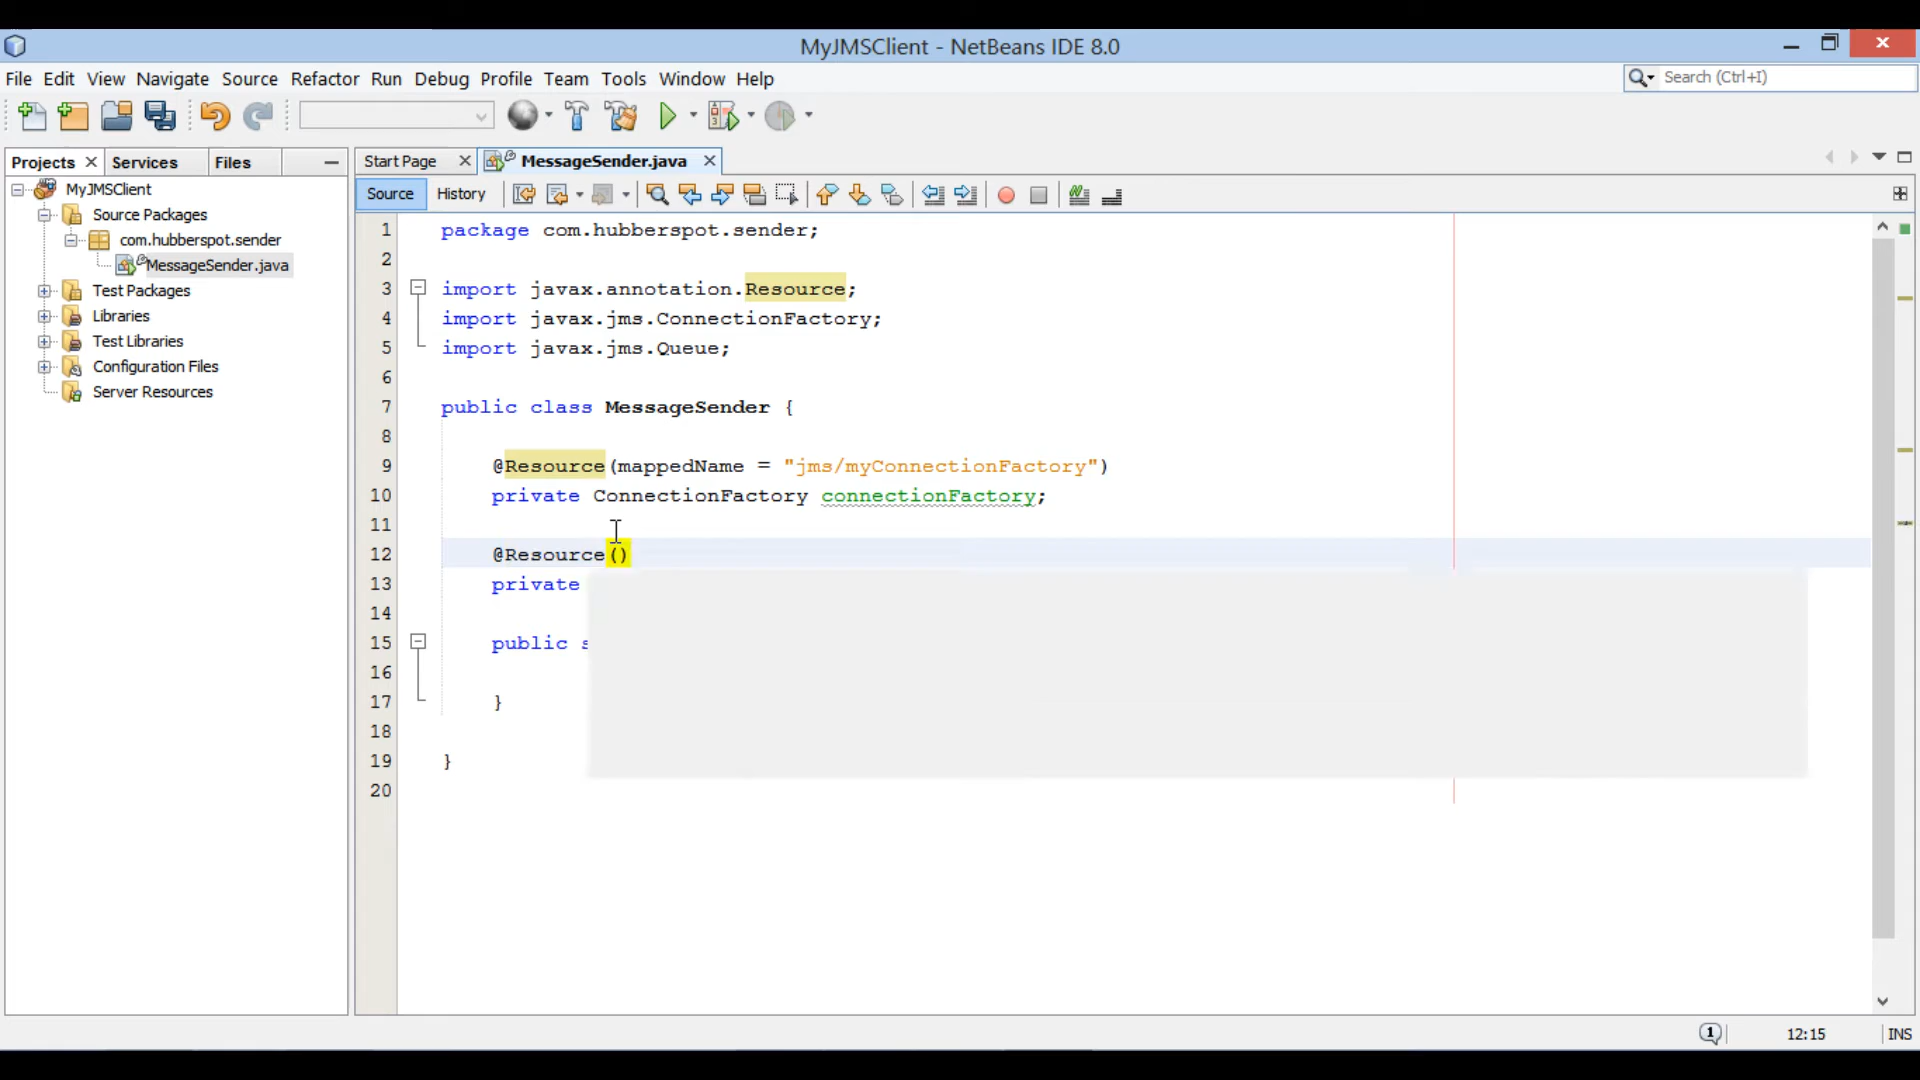 MyJMSClient - NetBeans IDE 8.0
File Edit View Navigate Source Refactor Run Debug Profile Team Tools Window Help
Search (Ctrl+I)
Projects Services Files
Start Page MessageSender.java
MyJMSClient
Source Packages
com.hubberspot.sender
MessageSender.java
Test Packages
Libraries
Test Libraries
Configuration Files
Server Resources
Source History
1 package com.hubberspot.sender;
2
3 import javax.annotation.Resource;
4 import javax.jms.ConnectionFactory;
5 import javax.jms.Queue;
6
7 public class MessageSender {
8
9 @Resource(mappedName = "jms/myConnectionFactory")
10 private ConnectionFactory connectionFactory;
11
12 @Resource()
13 private
14
15 public s
16
17 }
18
19 }
20
1 12:15 INS